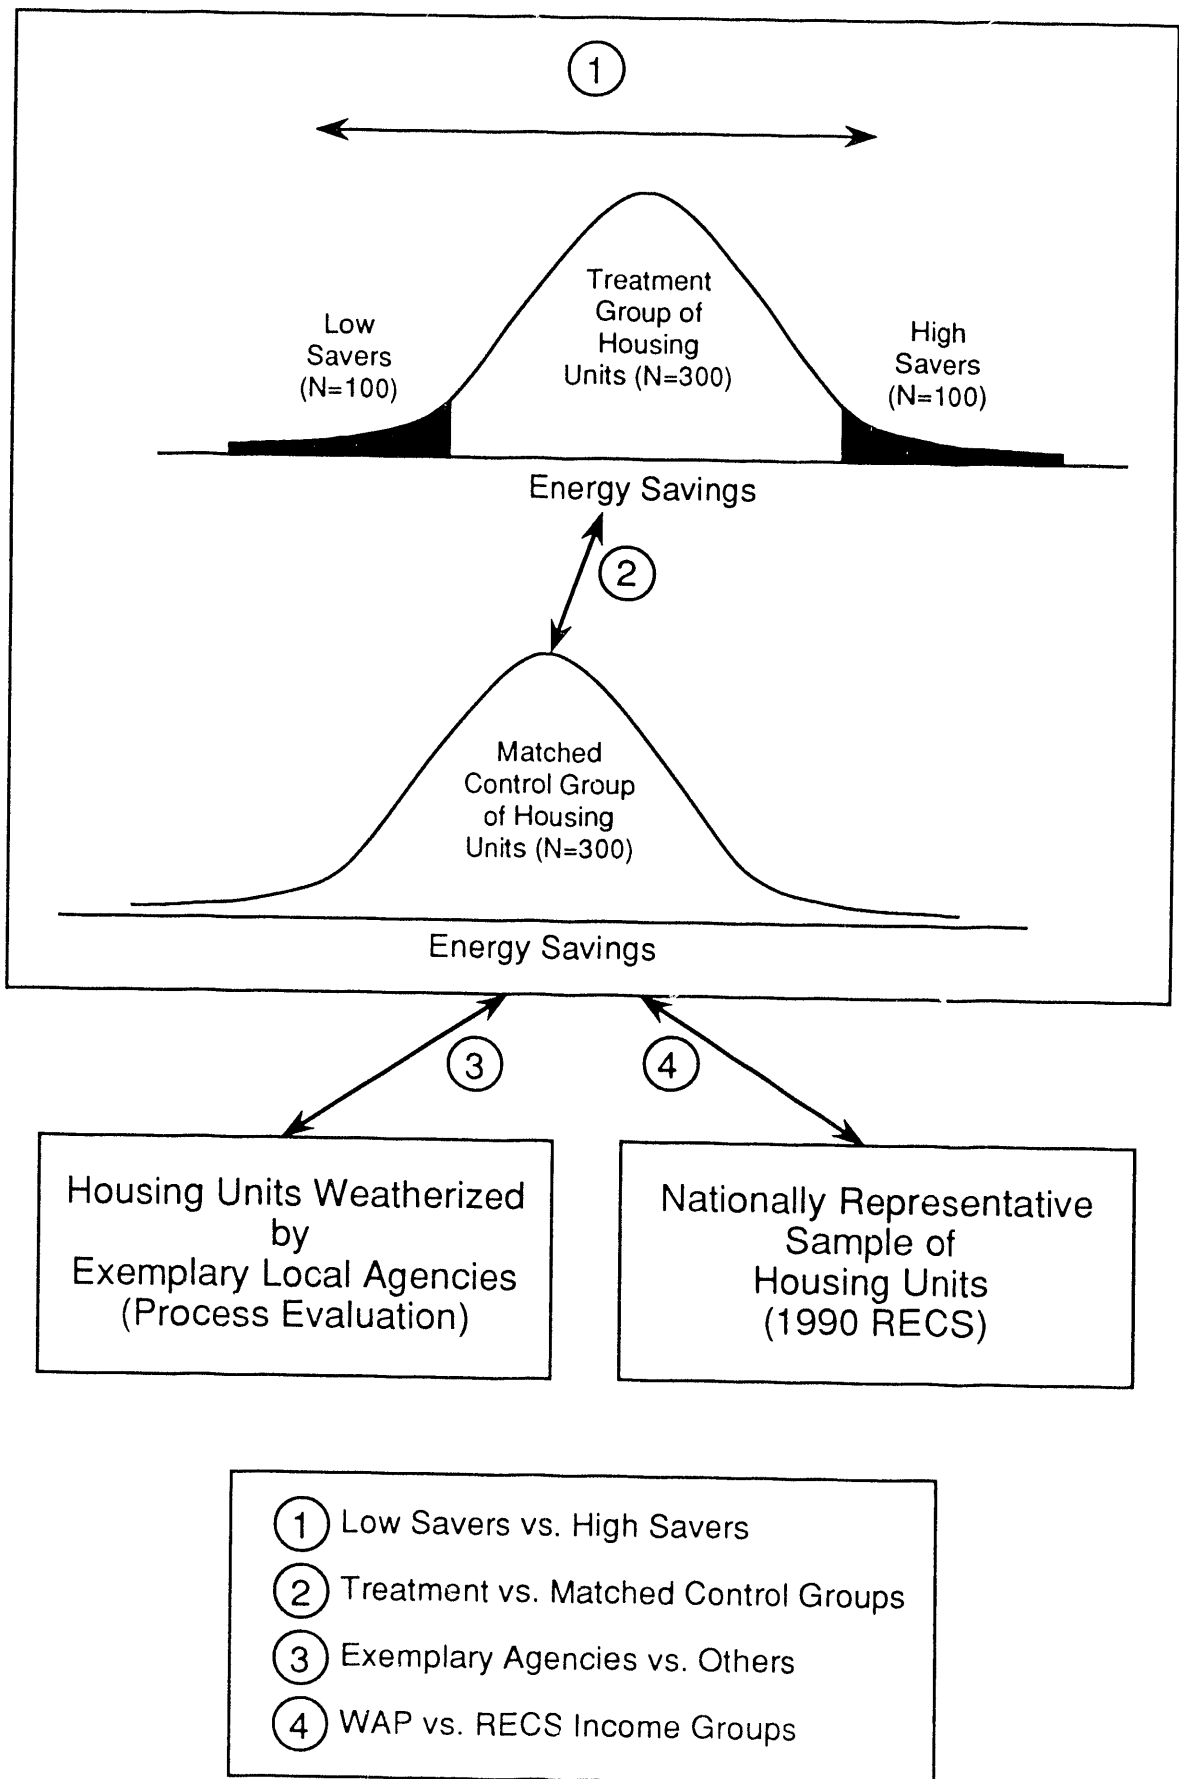 1
Treatment
Group of
Housing
Units (N=300)
Low
Savers
(N=100)
High
Savers
(N=100)
Energy Savings
2
Matched
Control Group
of Housing
Units (N=300)
Energy Savings
3
4
Housing Units Weatherized
by
Exemplary Local Agencies
(Process Evaluation)
Nationally Representative
Sample of
Housing Units
(1990 RECS)
1 Low Savers vs. High Savers
2 Treatment vs. Matched Control Groups
3 Exemplary Agencies vs. Others
4 WAP vs. RECS Income Groups